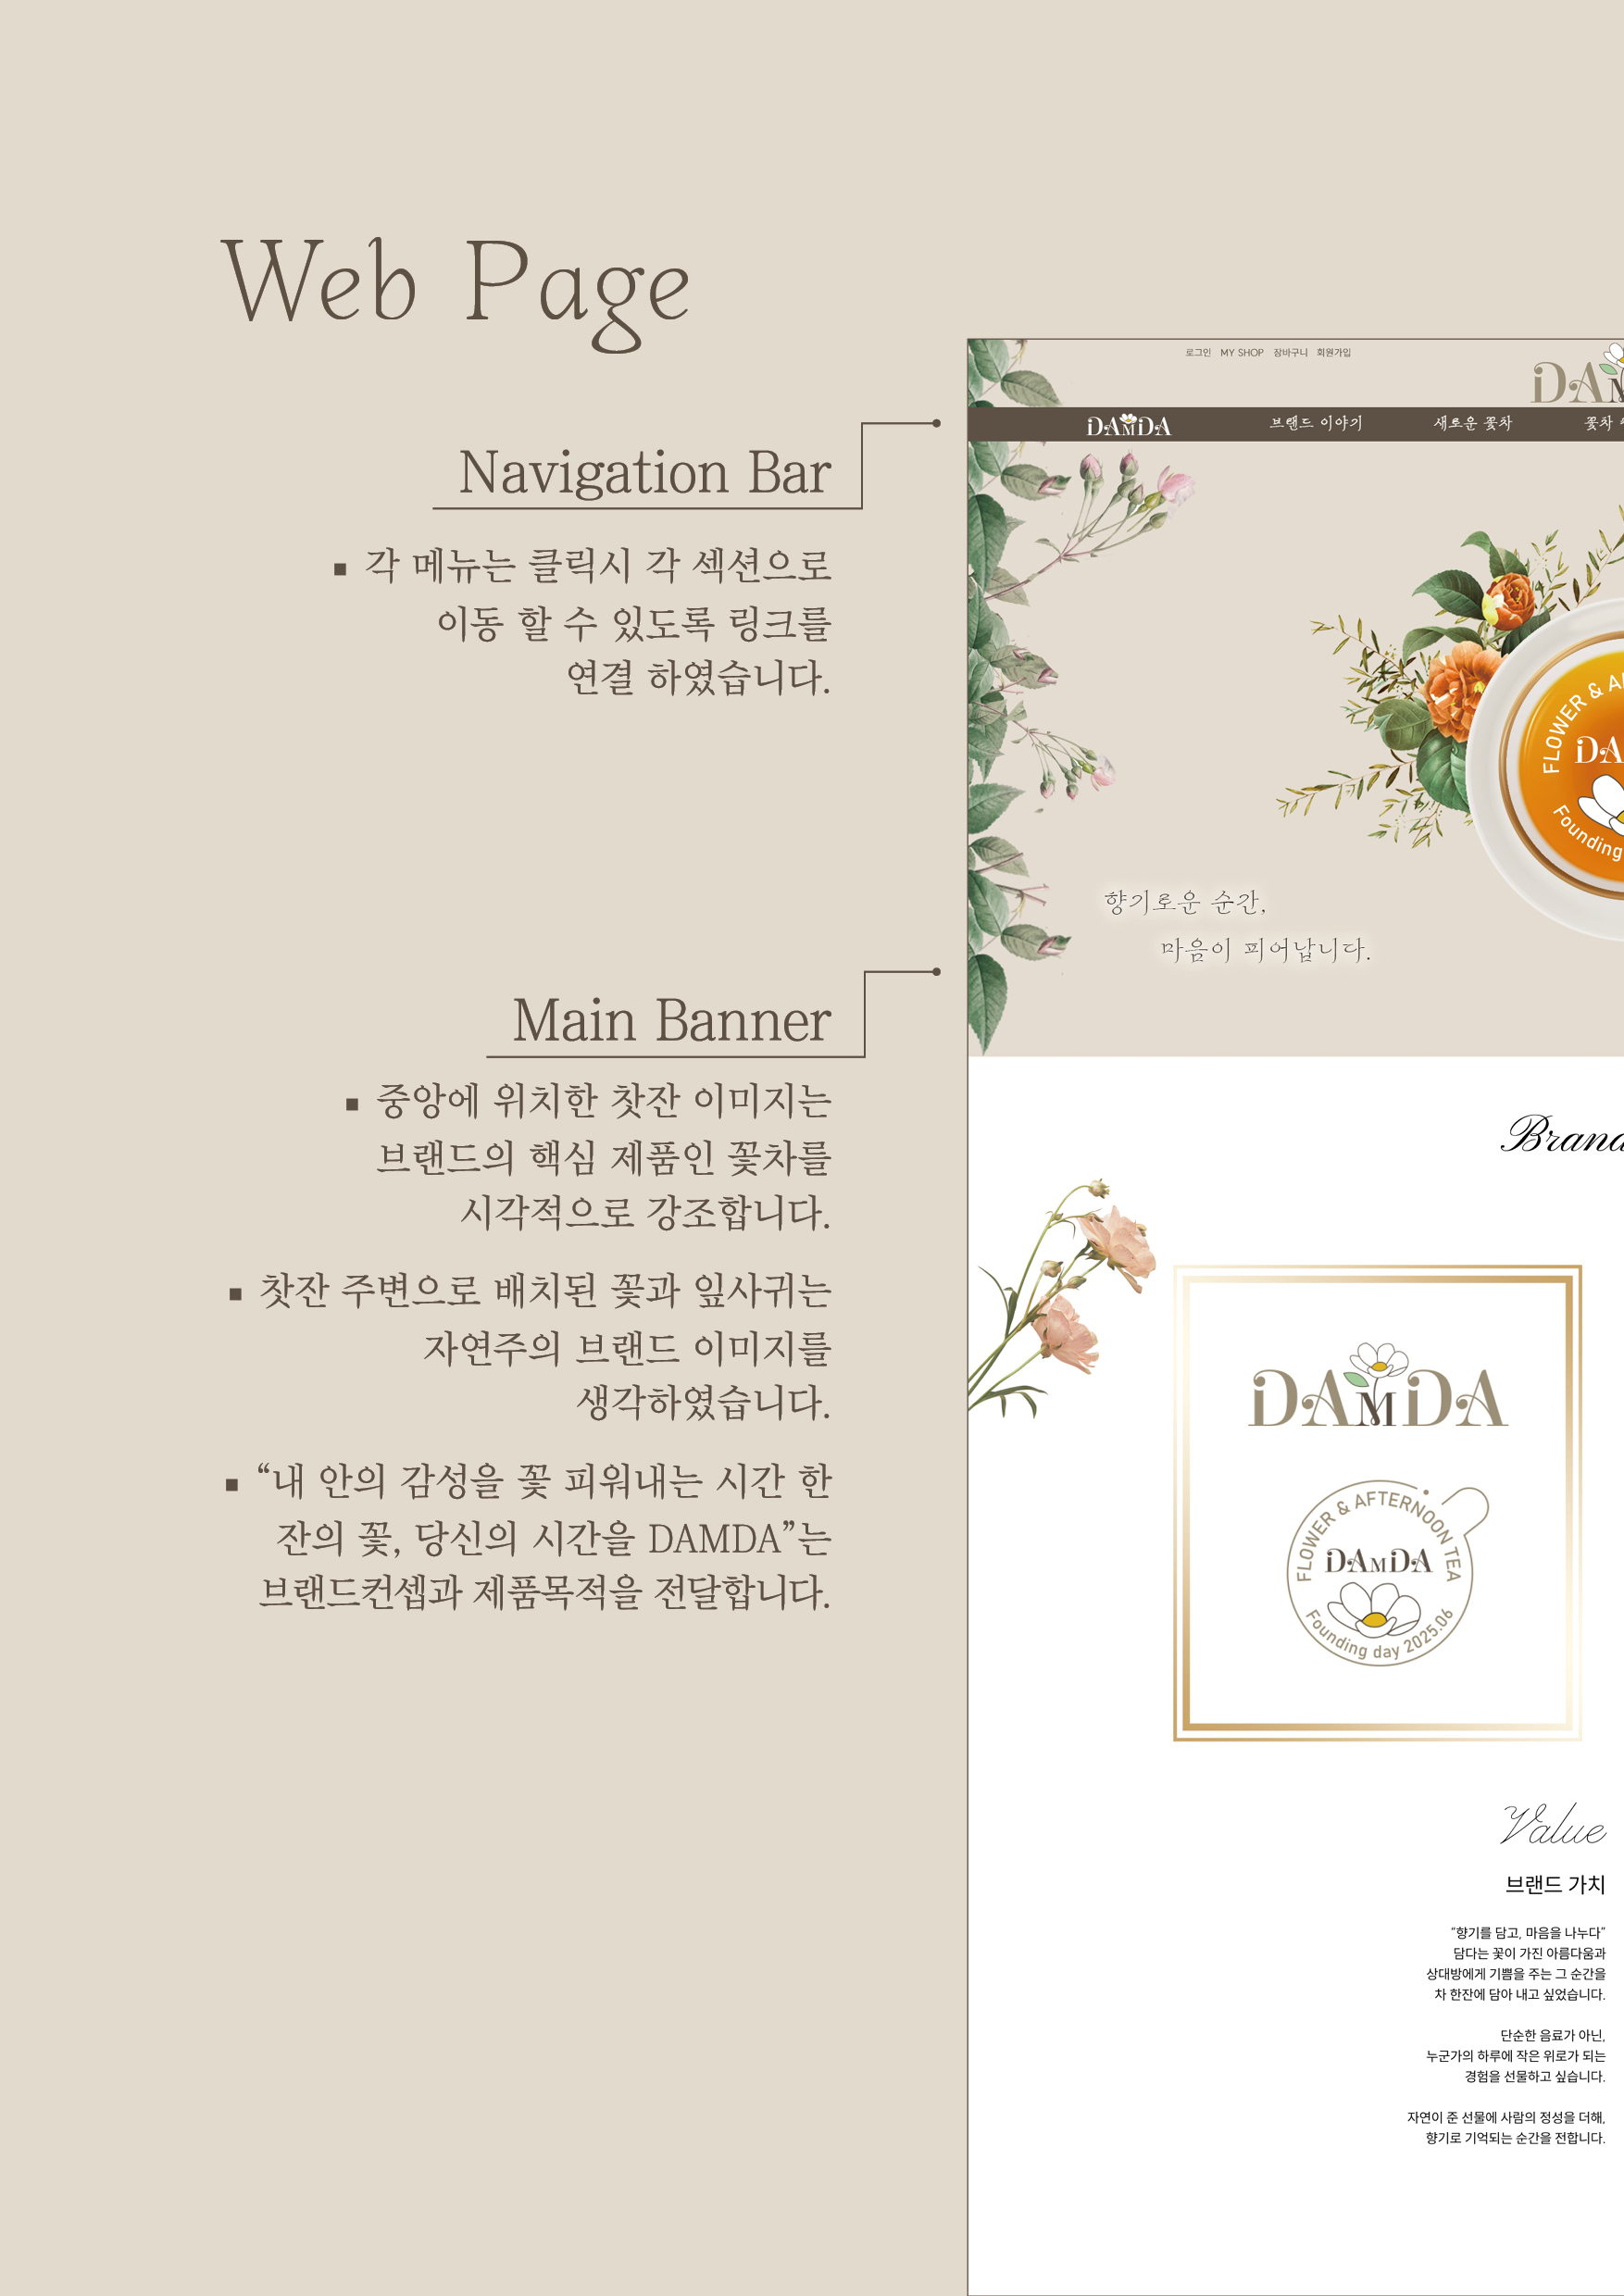 Web Page
Navigation Bar
▪ 각 메뉴는 클릭시 각 섹션으로
이동 할 수 있도록 링크를
연결 하였습니다.
Main Banner
▪ 중앙에 위치한 찻잔 이미지는
브랜드의 핵심 제품인 꽃차를
시각적으로 강조합니다.
▪ 찻잔 주변으로 배치된 꽃과 잎사귀는
자연주의 브랜드 이미지를
생각하였습니다.
▪ “내 안의 감성을 꽃 피워내는 시간 한
잔의 꽃, 당신의 시간을 DAMDA”는
브랜드컨셉과 제품목적을 전달합니다.
로그인 MY SHOP 장바구니 회원가입
DAM
DAMDA 브랜드 이야기 새로운 꽃차 꽃차
FLOWER & A
DA
Founding
향기로운 순간,
마음이 피어납니다.
Brand
DAMDA
FLOWER & AFTERNOON TEA
DAMDA
Founding day 2025.06
Value
브랜드 가치
"향기를 담고, 마음을 나누다"
담다는 꽃이 가진 아름다움과
상대방에게 기쁨을 주는 그 순간을
차 한잔에 담아 내고 싶었습니다.
단순한 음료가 아닌,
누군가의 하루에 작은 위로가 되는
경험을 선물하고 싶습니다.
자연이 준 선물에 사람의 정성을 더해,
향기로 기억되는 순간을 전합니다.